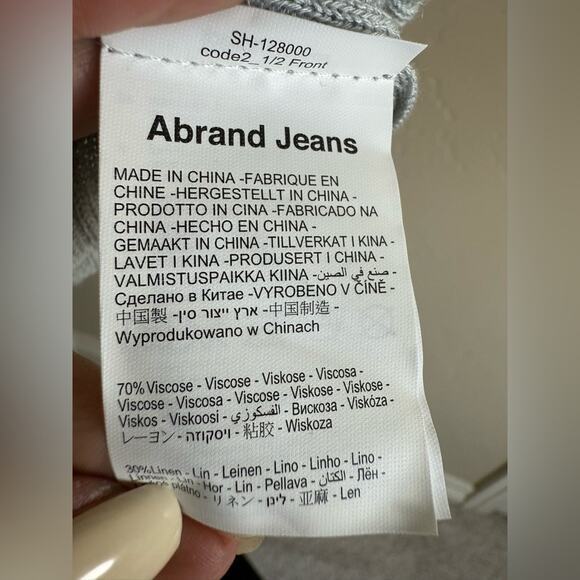 SH-128000
code2_1/2 Front
Abrand Jeans
MADE IN CHINA -FABRIQUE EN
CHINE -HERGESTELLT IN CHINA -
PRODOTTO IN CINA -FABRICADO NA
CHINA -HECHO EN CHINA -
GEMAAKT IN CHINA -TILLVERKAT I KINA -
LAVET I KINA -PRODUSERT I CHINA -
VALMISTUSPAIKKA KIINA -صنع في الصين -
Сделано в Китае -VYROBENO V ČÍNĚ -
中国製 -ארץ ייצור סין -中国制造 -
Wyprodukowano w Chinach
70%Viscose - Viscose - Viskose - Viscosa -
Viscose - Viscosa - Viscose - Viskose - Viskose -
Viskos - Viskoosi - الفسكوزي - Вискоза - Viskóza -
レーヨン - ויסקוזה - 粘胶 - Wiskoza
30%Linen - Lin - Leinen - Lino - Linho - Lino -
Linnen - Lin - Hor - Lin - Pellava - الكتان - Лён -
plátno - リネン - לינן - 亚麻 - Len